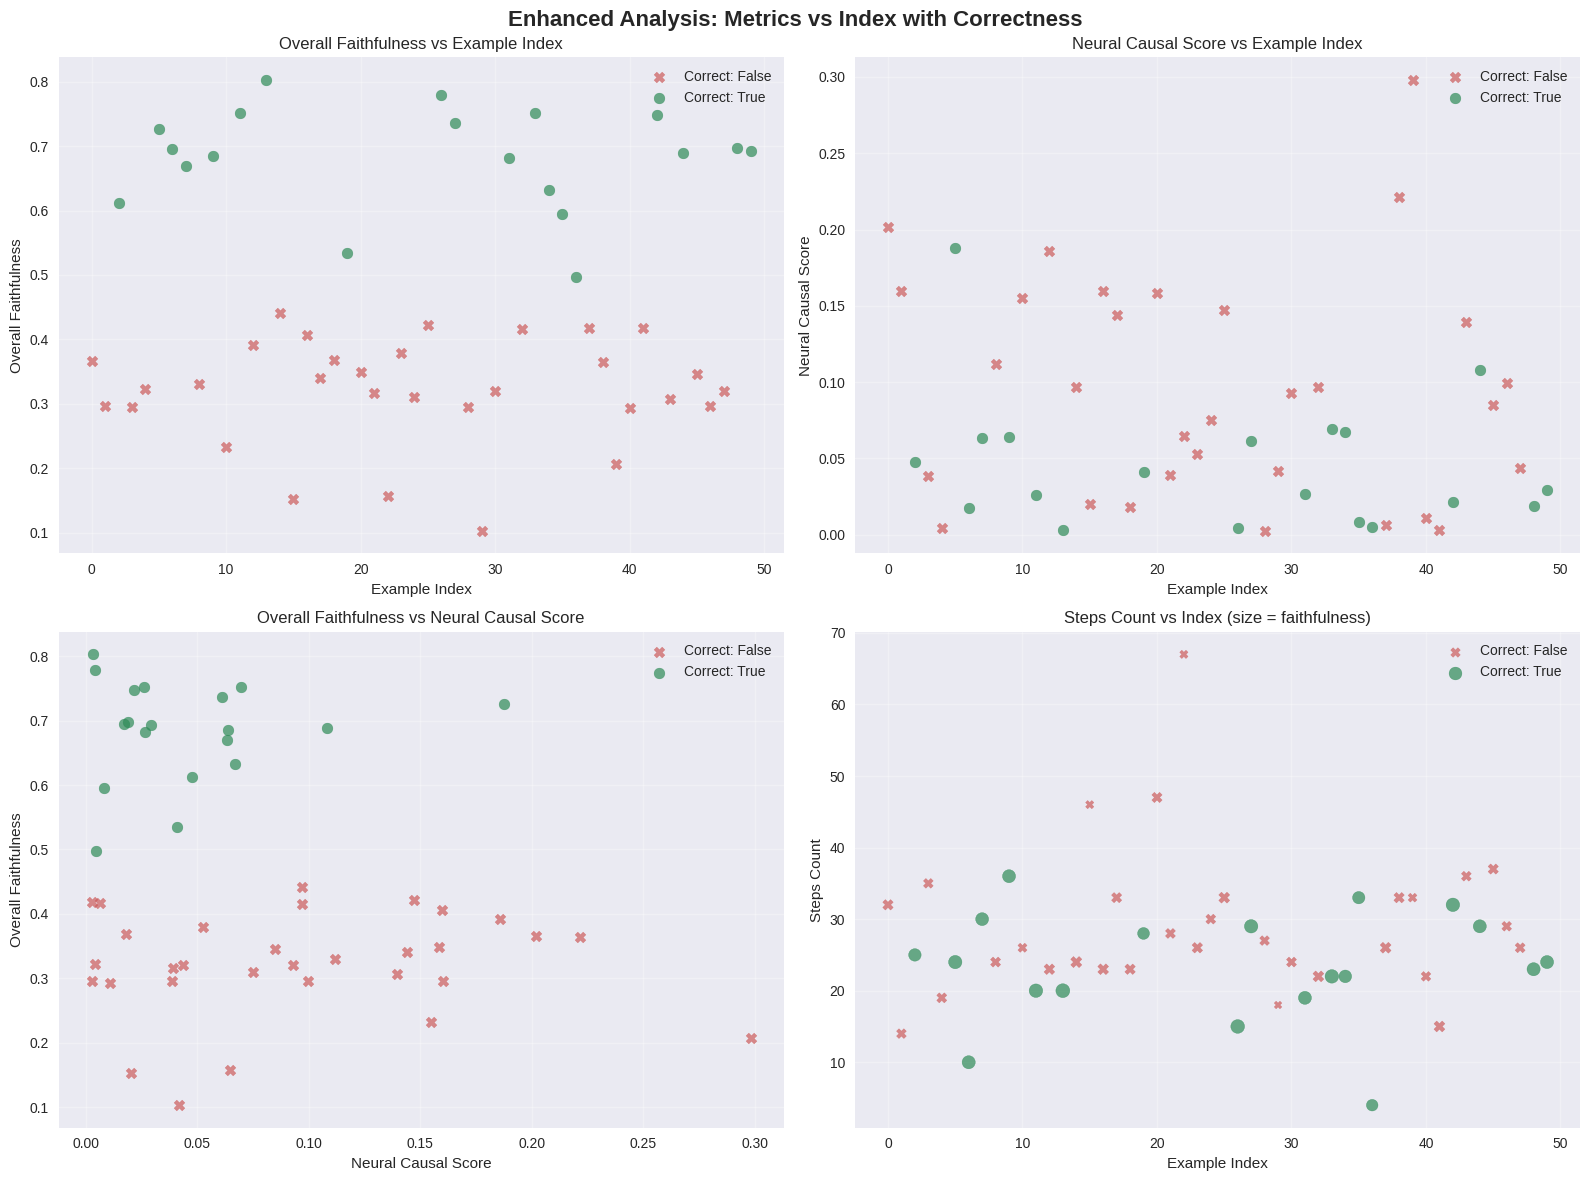 Enhanced Analysis: Metrics vs Index with Correctness
Overall Faithfulness vs Example Index
Correct: False
Correct: True
Overall Faithfulness
0.8
0.7
0.6
0.5
0.4
0.3
0.2
0.1
0 10 20 30 40 50
Example Index
Neural Causal Score vs Example Index
Correct: False
Correct: True
Neural Causal Score
0.30
0.25
0.20
0.15
0.10
0.05
0.00
0 10 20 30 40 50
Example Index
Overall Faithfulness vs Neural Causal Score
Correct: False
Correct: True
Overall Faithfulness
0.8
0.7
0.6
0.5
0.4
0.3
0.2
0.1
0.00 0.05 0.10 0.15 0.20 0.25 0.30
Neural Causal Score
Steps Count vs Index (size = faithfulness)
Correct: False
Correct: True
Steps Count
70
60
50
40
30
20
10
0 10 20 30 40 50
Example Index